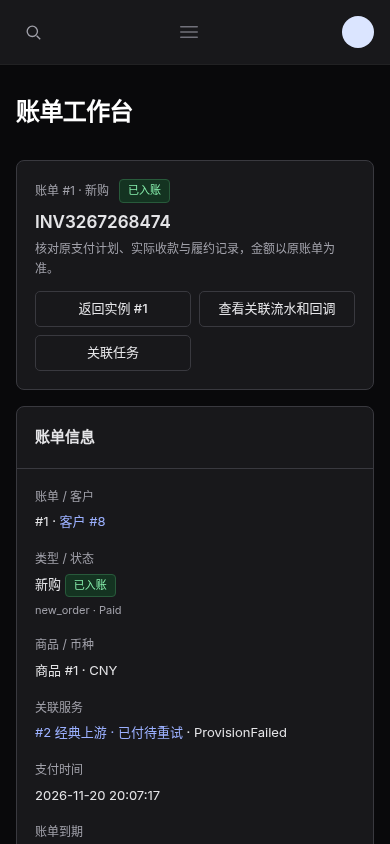 账单工作台
账单 #1 · 新购 已入账
INV3267268474
核对原支付计划、实际收款与履约记录，金额以原账单为
准。
返回实例 #1 查看关联流水和回调
关联任务
账单信息
账单 / 客户
#1 · 客户 #8
类型 / 状态
新购 已入账
new_order · Paid
商品 / 币种
商品 #1 · CNY
关联服务
#2 经典上游 · 已付待重试 · ProvisionFailed
支付时间
2026-11-20 20:07:17
账单到期